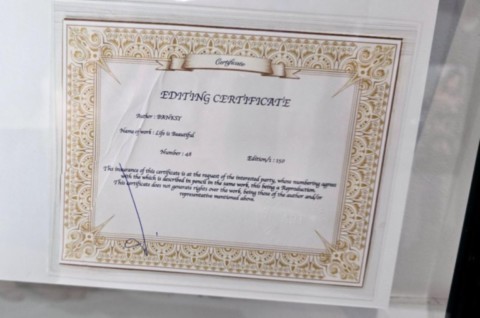 Certificate
EDITING CERTIFICATE
Author : BANKSY
Name of work : Life is Beautiful
Number : 48 Edition/s : 150
The issurance of this certificate is at the request of the interested party, whose numbering agrees
with the which is described in pencil in the same work, this being a Reproduction.
This certificate does not generate rights over the work, being these of the author and/or
representative mentioned above.